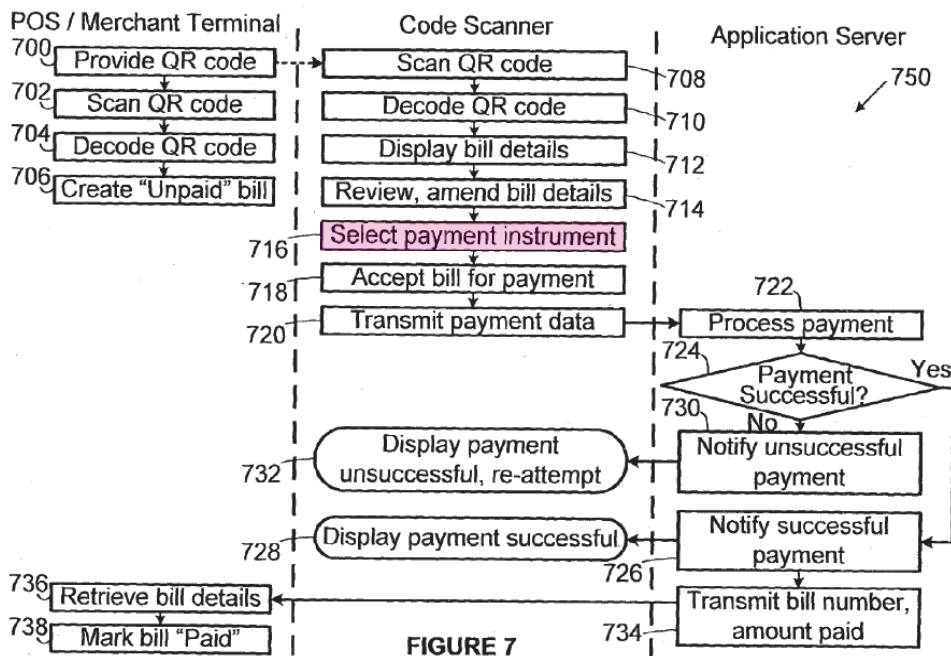 POS / Merchant Terminal
Code Scanner
Application Server
700
Provide QR code
Scan QR code
708
750
702
Scan QR code
Decode QR code
710
704
Decode QR code
Display bill details
712
706
Create “Unpaid” bill
Review, amend bill details
714
716
Select payment instrument
718
Accept bill for payment
722
720
Transmit payment data
Process payment
724
Payment
Successful?
Yes
No
730
Display payment
unsuccessful, re-attempt
732
Notify unsuccessful
payment
Display payment successful
728
Notify successful
payment
726
736
Retrieve bill details
Transmit bill number,
amount paid
734
738
Mark bill “Paid”
FIGURE 7